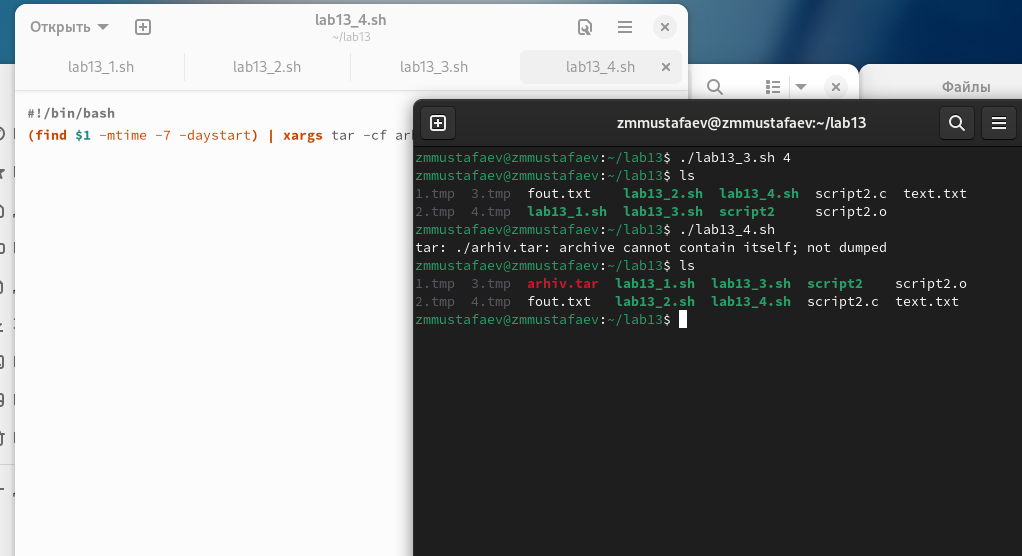 Открыть
lab13_4.sh
~/lab13
lab13_1.sh
lab13_2.sh
lab13_3.sh
lab13_4.sh
Файлы
#!/bin/bash
(find $1 -mtime -7 -daystart) | xargs tar -cf
zmmustafaev@zmmustafaev:~/lab13
zmmustafaev@zmmustafaev:~/lab13$ ./lab13_3.sh 4
zmmustafaev@zmmustafaev:~/lab13$ ls
1.tmp 3.tmp fout.txt lab13_2.sh lab13_4.sh script2.c text.txt
2.tmp 4.tmp lab13_1.sh lab13_3.sh script2 script2.o
zmmustafaev@zmmustafaev:~/lab13$ ./lab13_4.sh
tar: ./arhiv.tar: archive cannot contain itself; not dumped
zmmustafaev@zmmustafaev:~/lab13$ ls
1.tmp 3.tmp arhiv.tar lab13_1.sh lab13_3.sh script2 script2.o
2.tmp 4.tmp fout.txt lab13_2.sh lab13_4.sh script2.c text.txt
zmmustafaev@zmmustafaev:~/lab13$